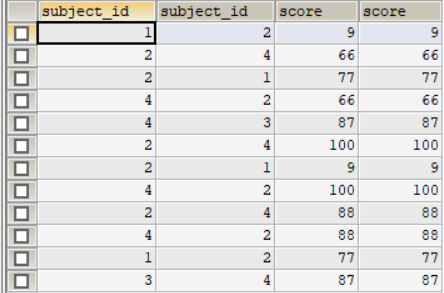 subject_id subject_id score score
1 2 9 9
2 4 66 66
2 1 77 77
4 2 66 66
4 3 87 87
2 4 100 100
2 1 9 9
4 2 100 100
2 4 88 88
4 2 88 88
1 2 77 77
3 4 87 87